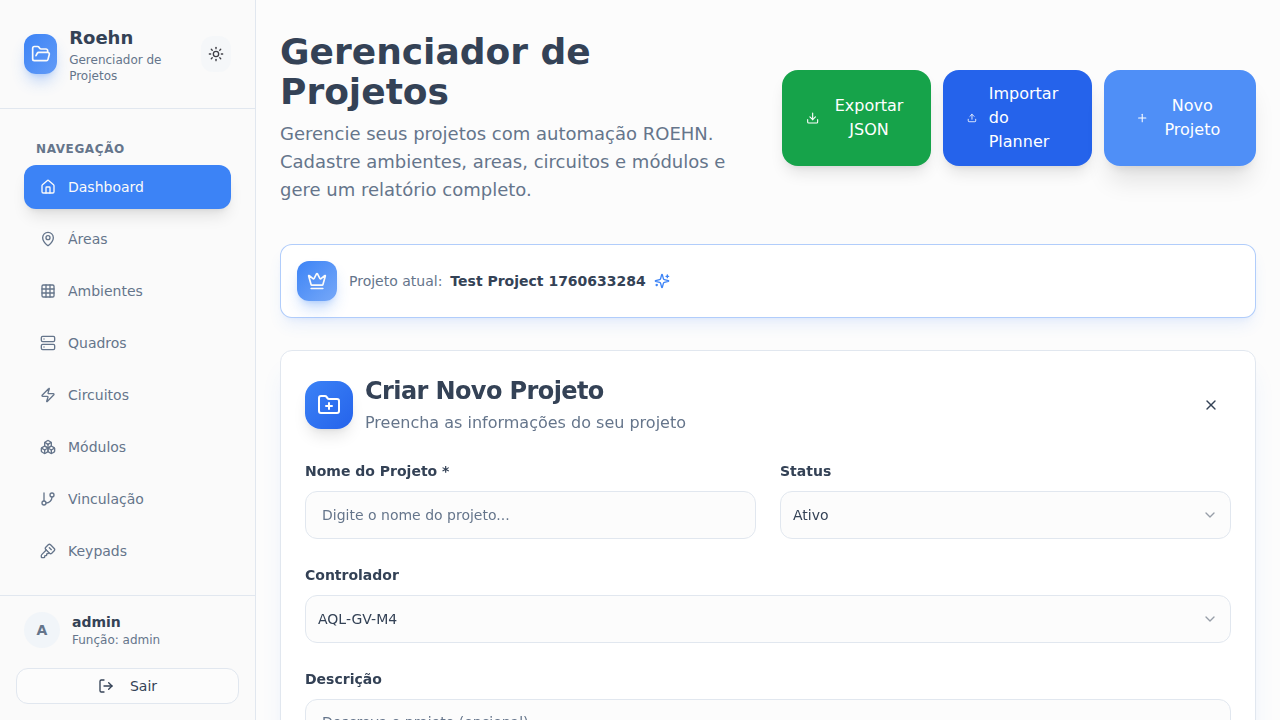 Roehn
Gerenciador de
Projetos
NAVEGAÇÃO
Dashboard
Áreas
Ambientes
Quadros
Circuitos
Módulos
Vinculação
Keypads
A
admin
Função: admin
Sair
Gerenciador de
Projetos
Gerencie seus projetos com automação ROEHN.
Cadastre ambientes, areas, circuitos e módulos e
gere um relatório completo.
Exportar
JSON
Importar
do
Planner
Novo
Projeto
Projeto atual: Test Project 1760633284
Criar Novo Projeto
Preencha as informações do seu projeto
Nome do Projeto *
Digite o nome do projeto...
Status
Ativo
Controlador
AQL-GV-M4
Descrição
Descreva o projeto (opcional)